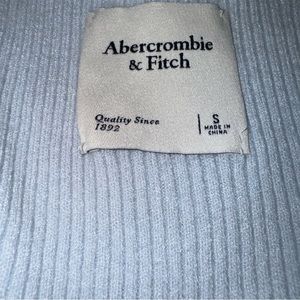 Abercrombie
& Fitch
Quality Since
1892
S
MADE IN
CHINA